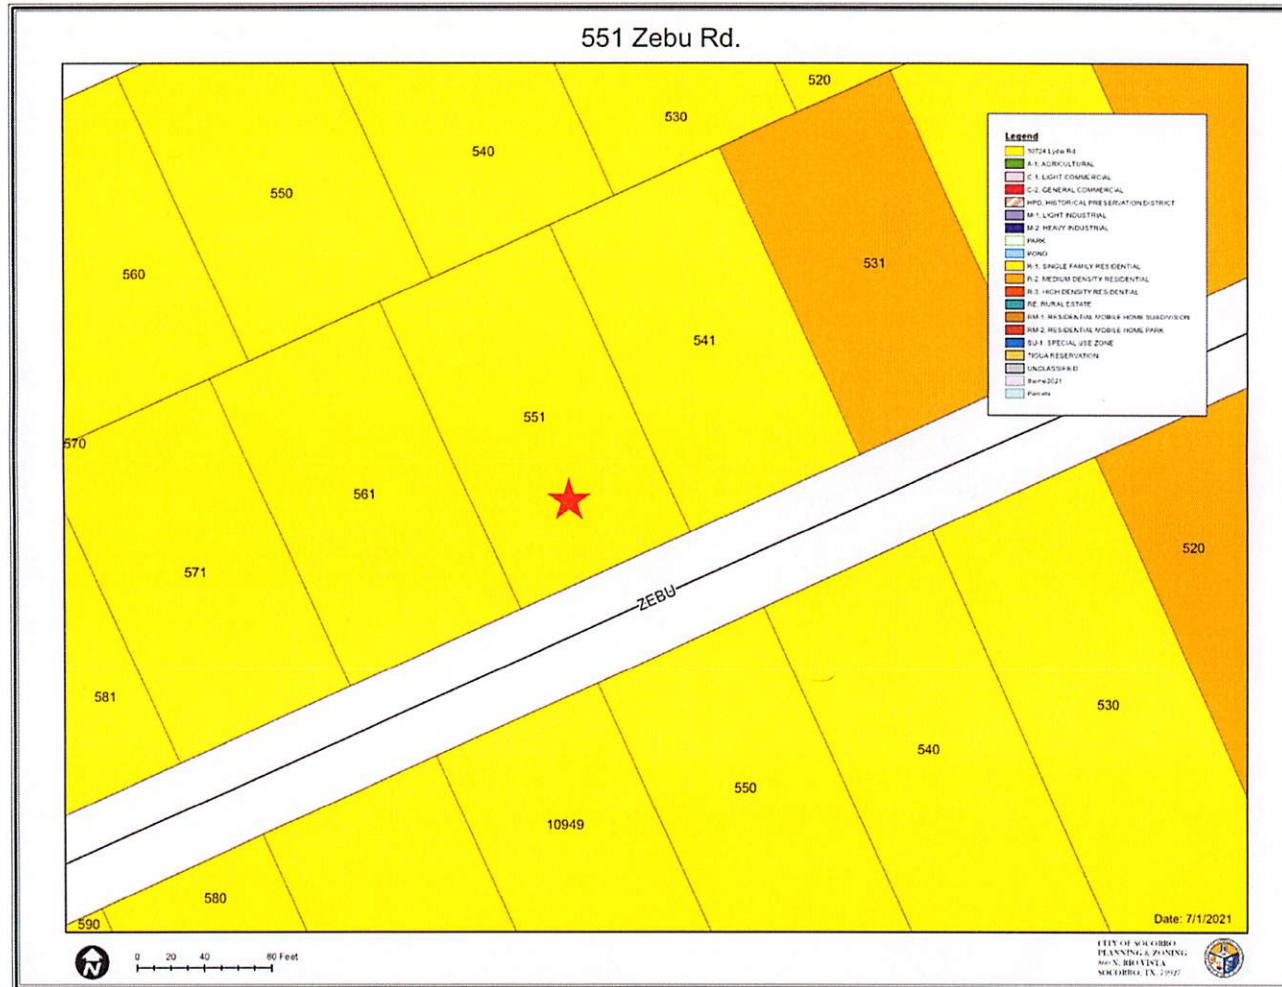 551 Zebu Rd.
520
530
540
550
560
531
541
551
570
561
571
581
ZEBU
520
530
540
550
10949
580
590
Legend
10724 Lydia Rd
A-1, AGRICULTURAL
C-1, LIGHT COMMERCIAL
C-2, GENERAL COMMERCIAL
HPD, HISTORICAL PRESERVATION DISTRICT
M-1, LIGHT INDUSTRIAL
M-2, HEAVY INDUSTRIAL
PARK
POND
R-1, SINGLE FAMILY RESIDENTIAL
R-2, MEDIUM DENSITY RESIDENTIAL
R-3, HIGH DENSITY RESIDENTIAL
RE, RURAL ESTATE
RM-1, RESIDENTIAL MOBILE HOME SUBDIVISION
RM-2, RESIDENTIAL MOBILE HOME PARK
SU-1, SPECIAL USE ZONE
TIGUA RESERVATION
UNCLASSIFIED
Parcels
Date: 7/1/2021
N
0 20 40 80 Feet
CITY OF SOCORRO
PLANNING & ZONING
N. RIO VISTA
SOCORRO, TX. 79927